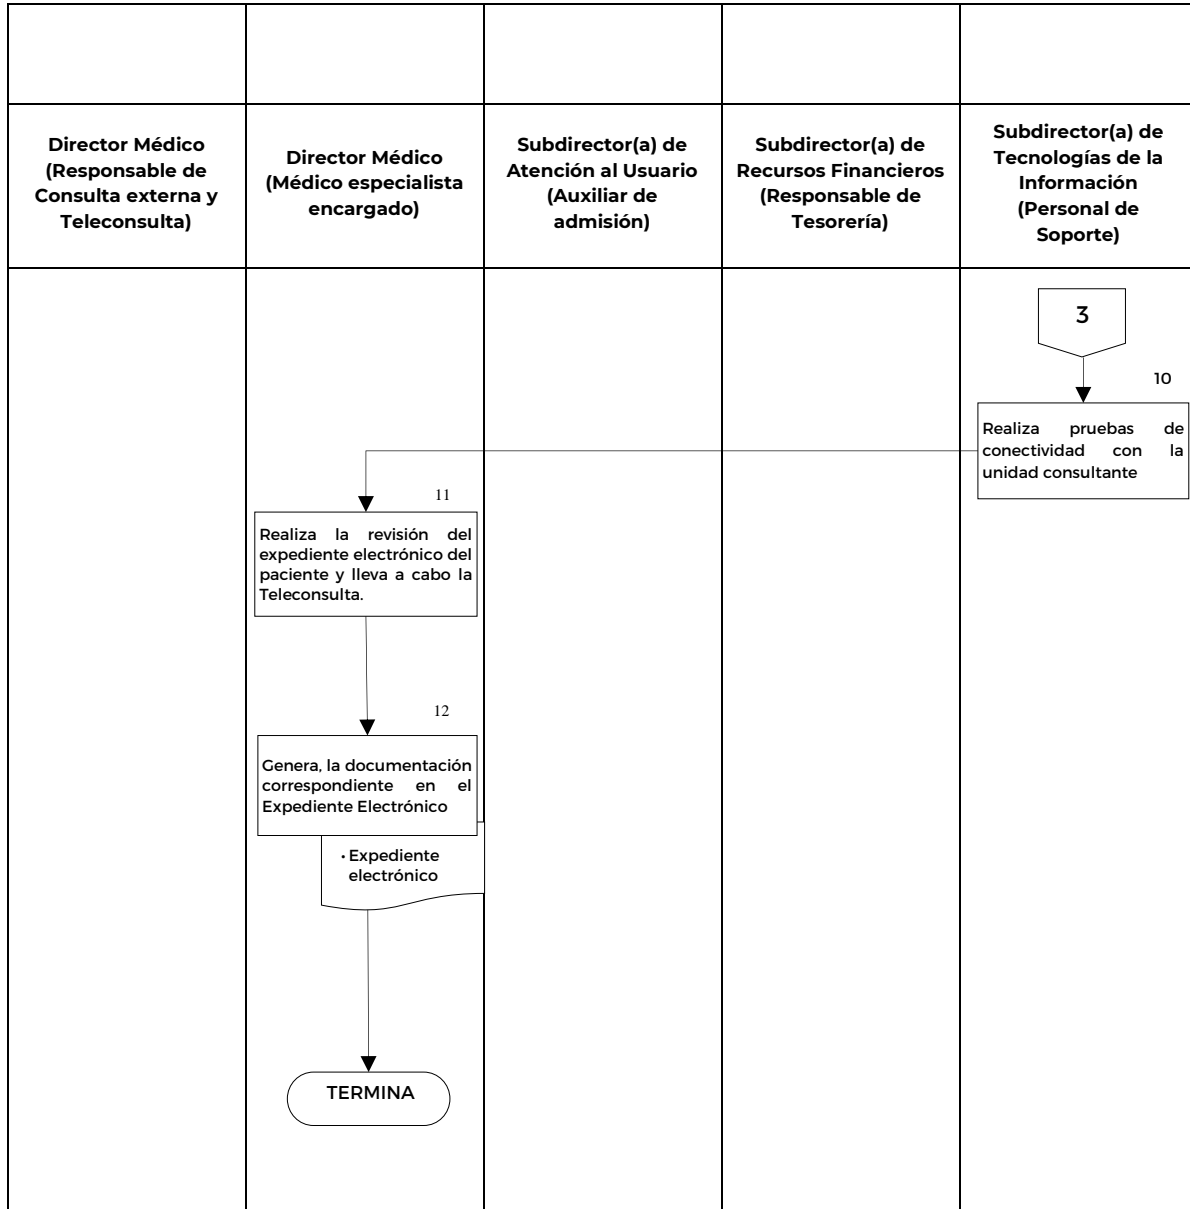 Director Médico
(Responsable de
Consulta externa y
Teleconsulta)
Director Médico
(Médico especialista
encargado)
Subdirector(a) de
Atención al Usuario
(Auxiliar de
admisión)
Subdirector(a) de
Recursos Financieros
(Responsable de
Tesorería)
Subdirector(a) de
Tecnologías de la
Información
(Personal de
Soporte)
3
10
Realiza pruebas de
conectividad con la
unidad consultante
11
Realiza la revisión del
expediente electrónico del
paciente y lleva a cabo la
Teleconsulta.
12
Genera, la documentación
correspondiente en el
Expediente Electrónico
• Expediente
electrónico
TERMINA